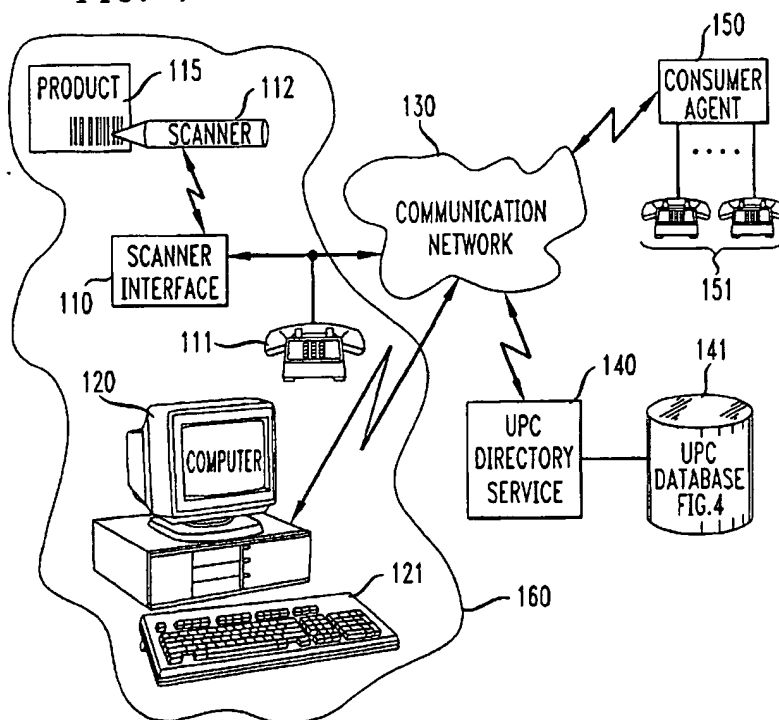 150
115
PRODUCT
112
SCANNER
CONSUMER
AGENT
130
COMMUNICATION
NETWORK
SCANNER
INTERFACE
110
151
111
120
COMPUTER
140
141
UPC
DIRECTORY
SERVICE
UPC
DATABASE
FIG.4
121
160